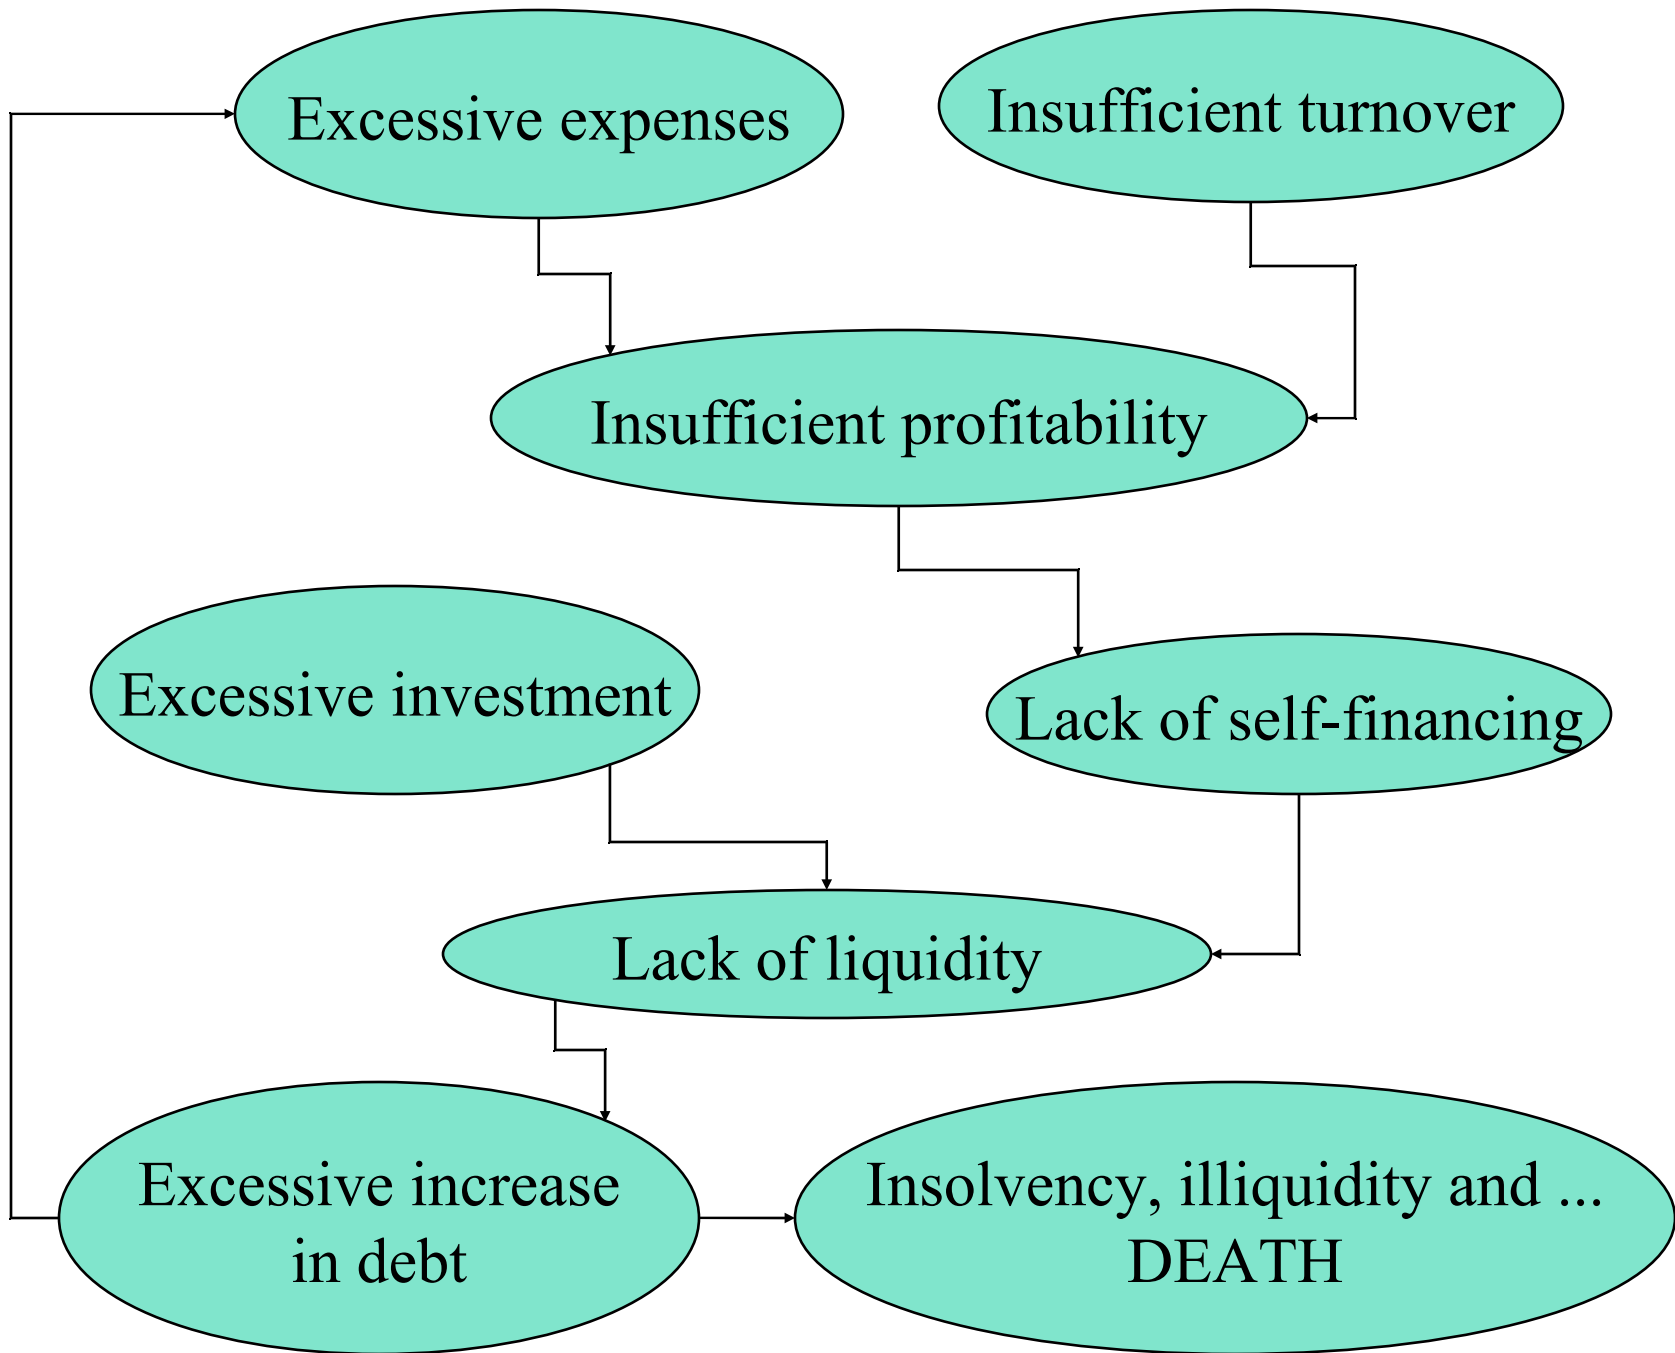 Excessive expenses
Insufficient turnover
Insufficient profitability
Excessive investment
Lack of self-financing
Lack of liquidity
Excessive increase
in debt
Insolvency, illiquidity and ...
DEATH